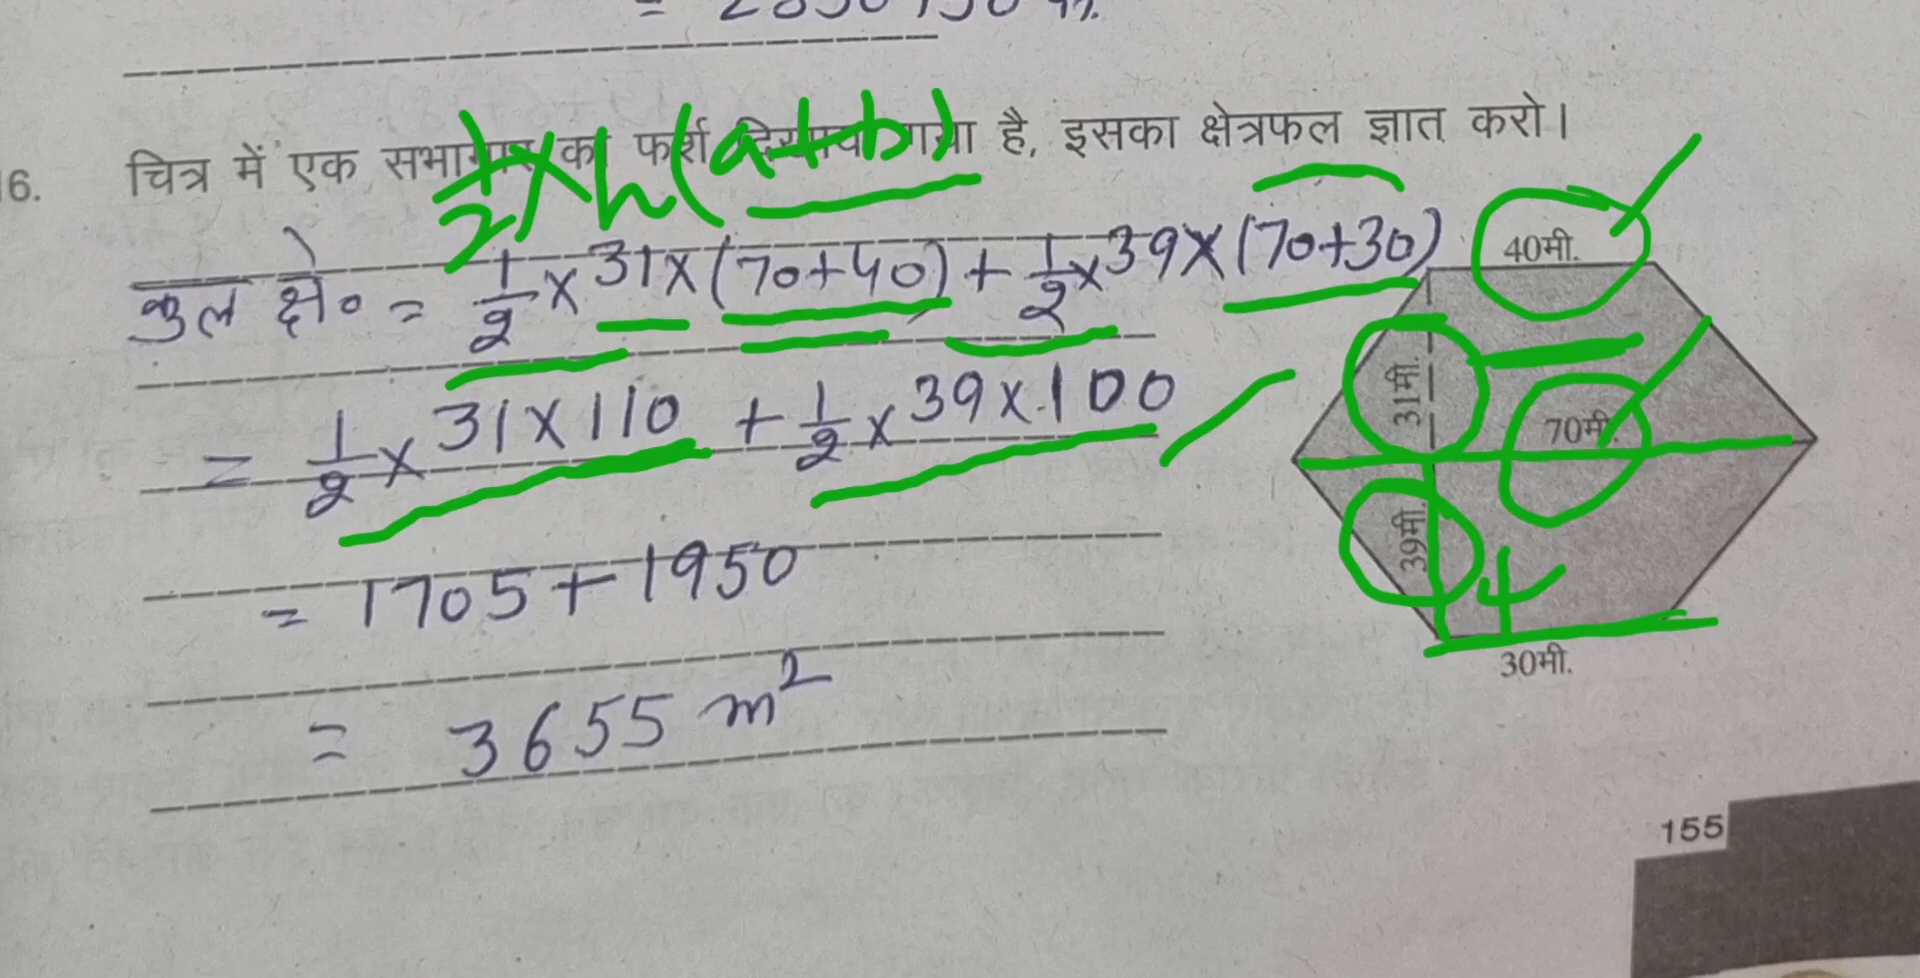 16. चित्र में एक सभागार का फर्श दिखाया गया है, इसका क्षेत्रफल ज्ञात करो।
1/2 × h(a+b)
कुल क्षे० = 1/2 × 31 × (70+40) + 1/2 × 39 × (70+30)
= 1/2 × 31 × 110 + 1/2 × 39 × 100
= 1705 + 1950
= 3655 m²
40मी.
31मी.
70मी.
39मी.
30मी.
155